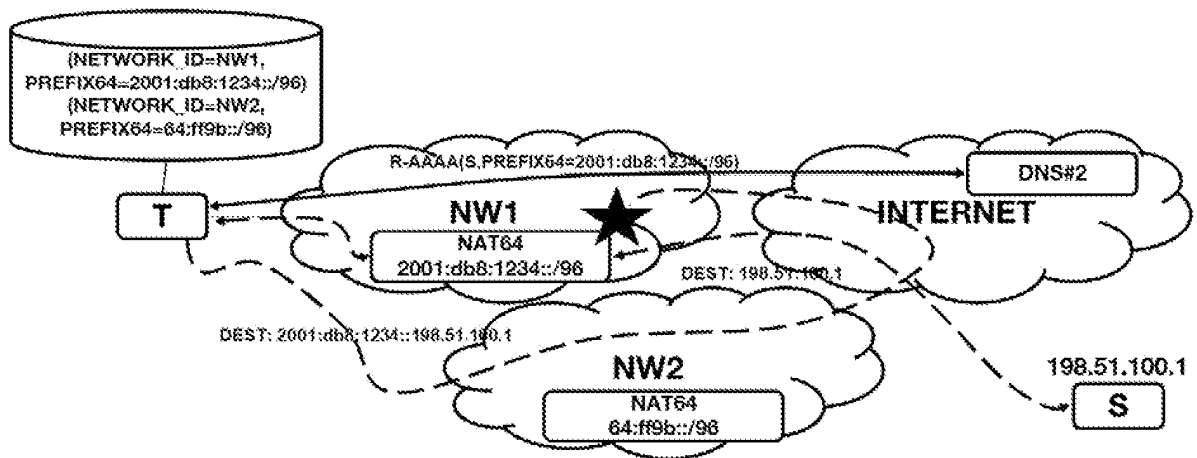 (NETWORK_ID=NW1,
PREFIX64=2001:db8:1234::/96)
(NETWORK_ID=NW2,
PREFIX64=64:ff9b::/96)
R-AAAA(S,PREFIX64=2001:db8:1234::/96)
DNS#2
T
NW1
INTERNET
NAT64
2001:db8:1234::/96
DEST: 198.51.100.1
DEST: 2001:db8:1234::198.51.100.1
NW2
198.51.100.1
NAT64
64:ff9b::/96
S